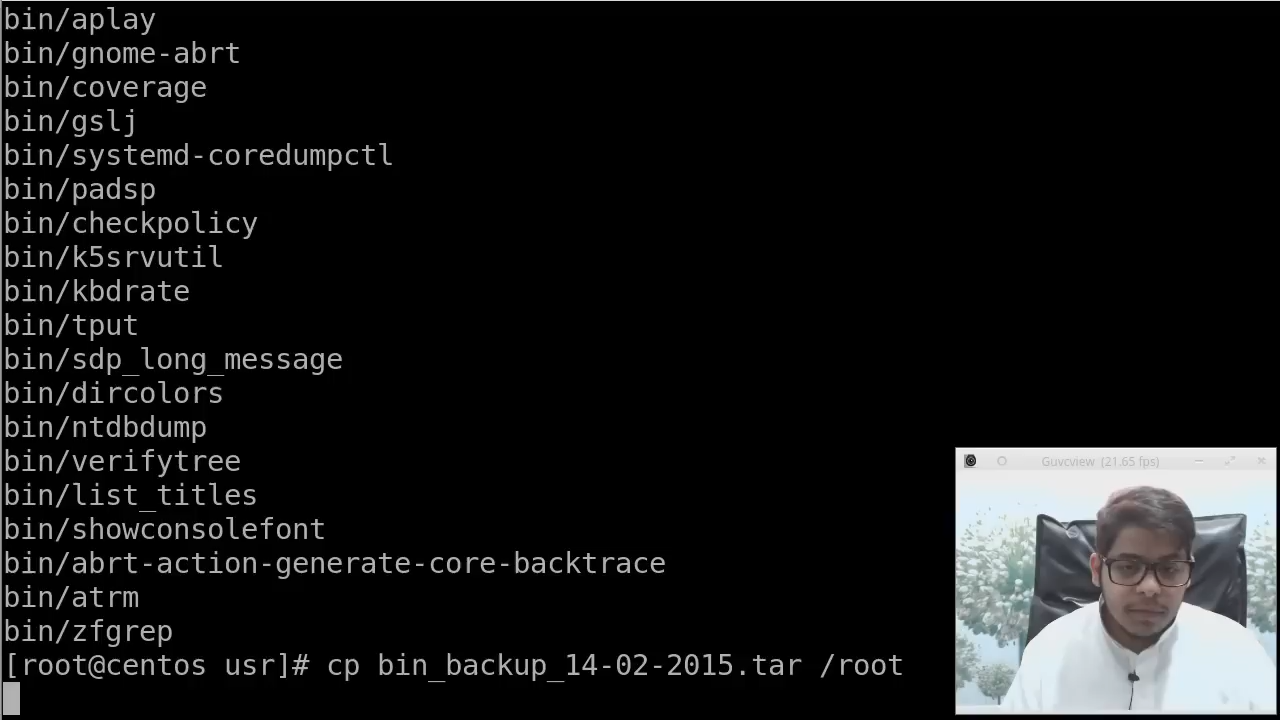 bin/aplay
bin/gnome-abrt
bin/coverage
bin/gslj
bin/systemd-coredumpctl
bin/padsp
bin/checkpolicy
bin/k5srvutil
bin/kbdrate
bin/tput
bin/sdp_long_message
bin/dircolors
bin/ntdbdump
bin/verifytree
bin/list_titles
bin/showconsolefont
bin/abrt-action-generate-core-backtrace
bin/atrm
bin/zfgrep
[root@centos usr]# cp bin_backup_14-02-2015.tar /root
Guvcview (21.65 fps)